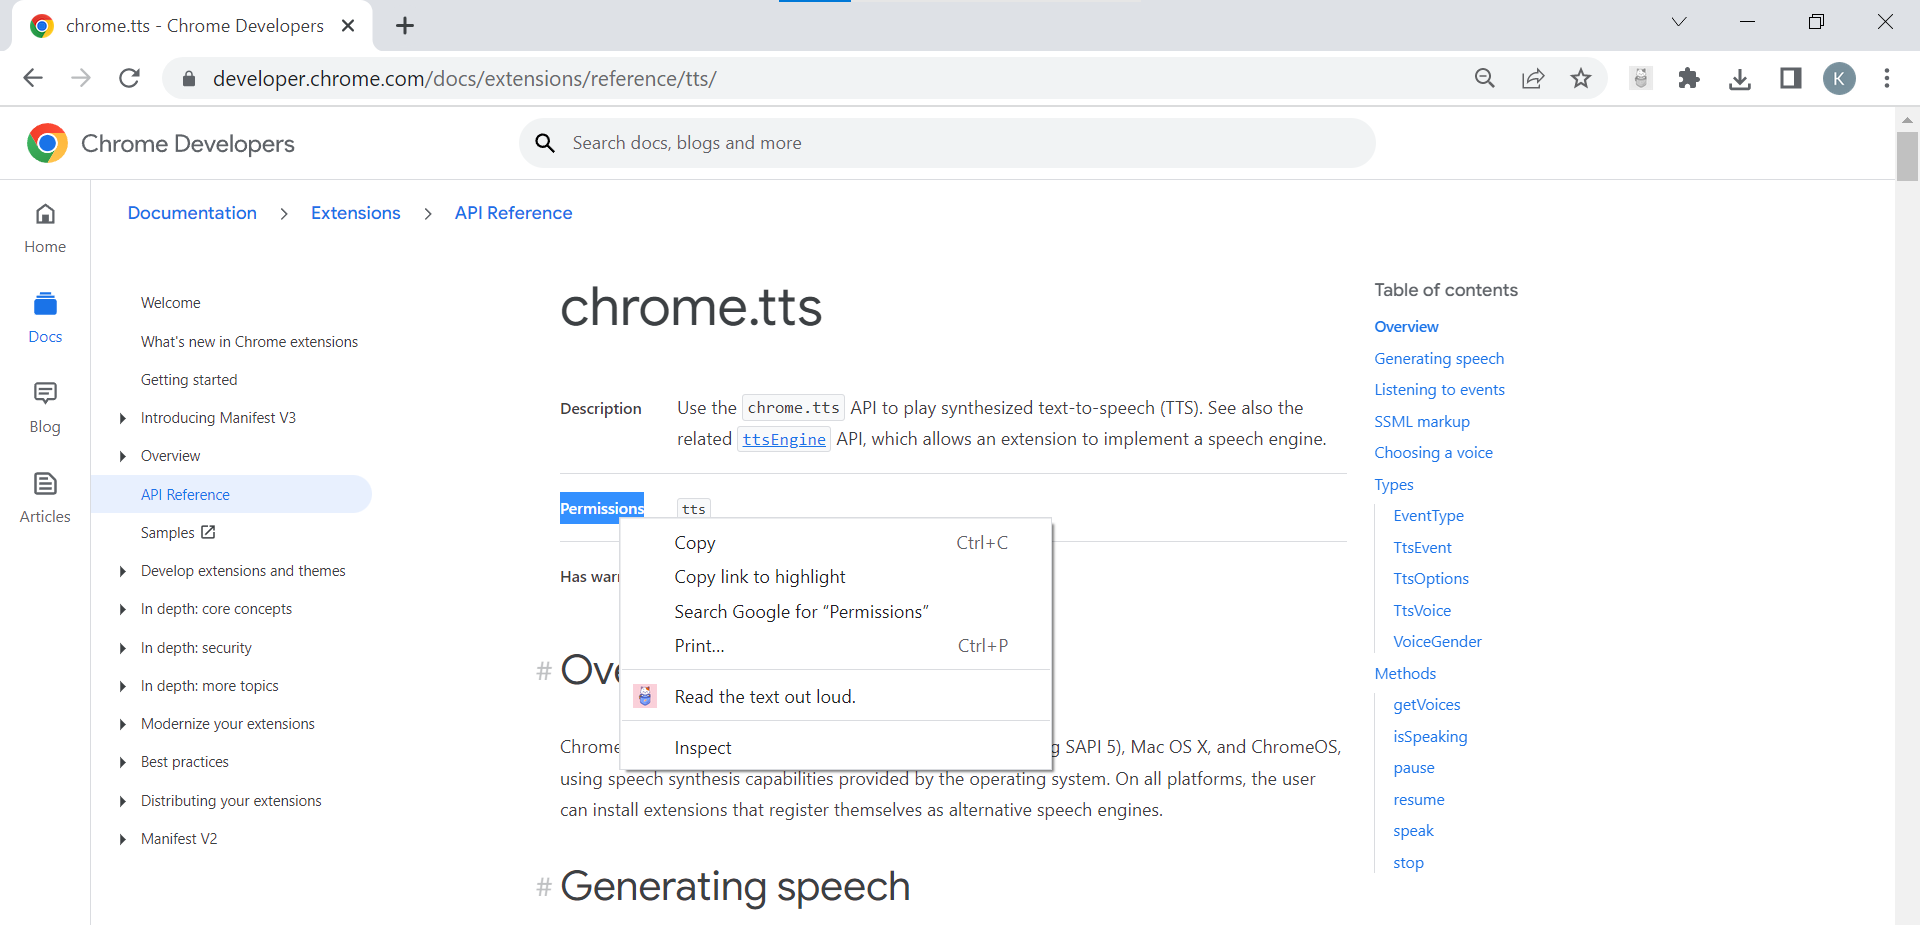 chrome.tts - Chrome Developers
developer.chrome.com/docs/extensions/reference/tts/
K
Chrome Developers
Search docs, blogs and more
Home
Docs
Blog
Articles
Documentation > Extensions > API Reference
Welcome
What's new in Chrome extensions
Getting started
Introducing Manifest V3
Overview
API Reference
Samples
Develop extensions and themes
In depth: core concepts
In depth: security
In depth: more topics
Modernize your extensions
Best practices
Distributing your extensions
Manifest V2
chrome.tts
Description Use the chrome.tts API to play synthesized text-to-speech (TTS). See also the
related ttsEngine API, which allows an extension to implement a speech engine.
Permissions tts
Has
Copy Ctrl+C
Copy link to highlight
Search Google for “Permissions”
Print... Ctrl+P
Read the text out loud.
Inspect
#
Chrome SAPI 5), Mac OS X, and ChromeOS,
using speech synthesis capabilities provided by the operating system. On all platforms, the user
can install extensions that register themselves as alternative speech engines.
# Generating speech
Table of contents
Overview
Generating speech
Listening to events
SSML markup
Choosing a voice
Types
EventType
TtsEvent
TtsOptions
TtsVoice
VoiceGender
Methods
getVoices
isSpeaking
pause
resume
speak
stop